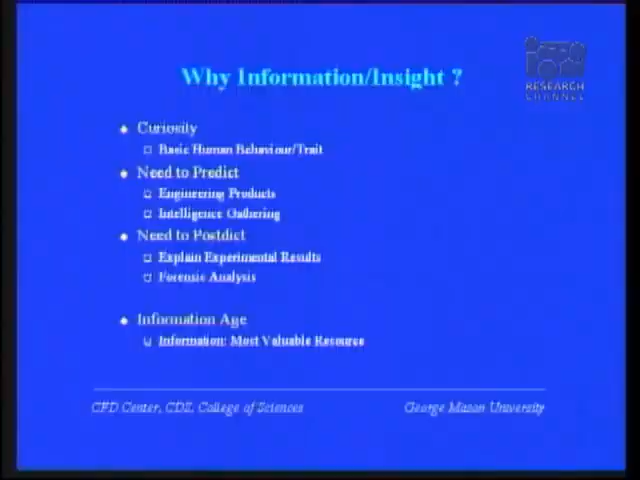 Why Information/Insight ?
RESEARCH
CHANNEL
Curiosity
Basic Human Behaviour/Trait
Need to Predict
Engineering Products
Intelligence Gathering
Need to Postdict
Explain Experimental Results
Forensic Analysis
Information Age
Information: Most Valuable Resource
CFD Center, CDS, College of Sciences
George Mason University